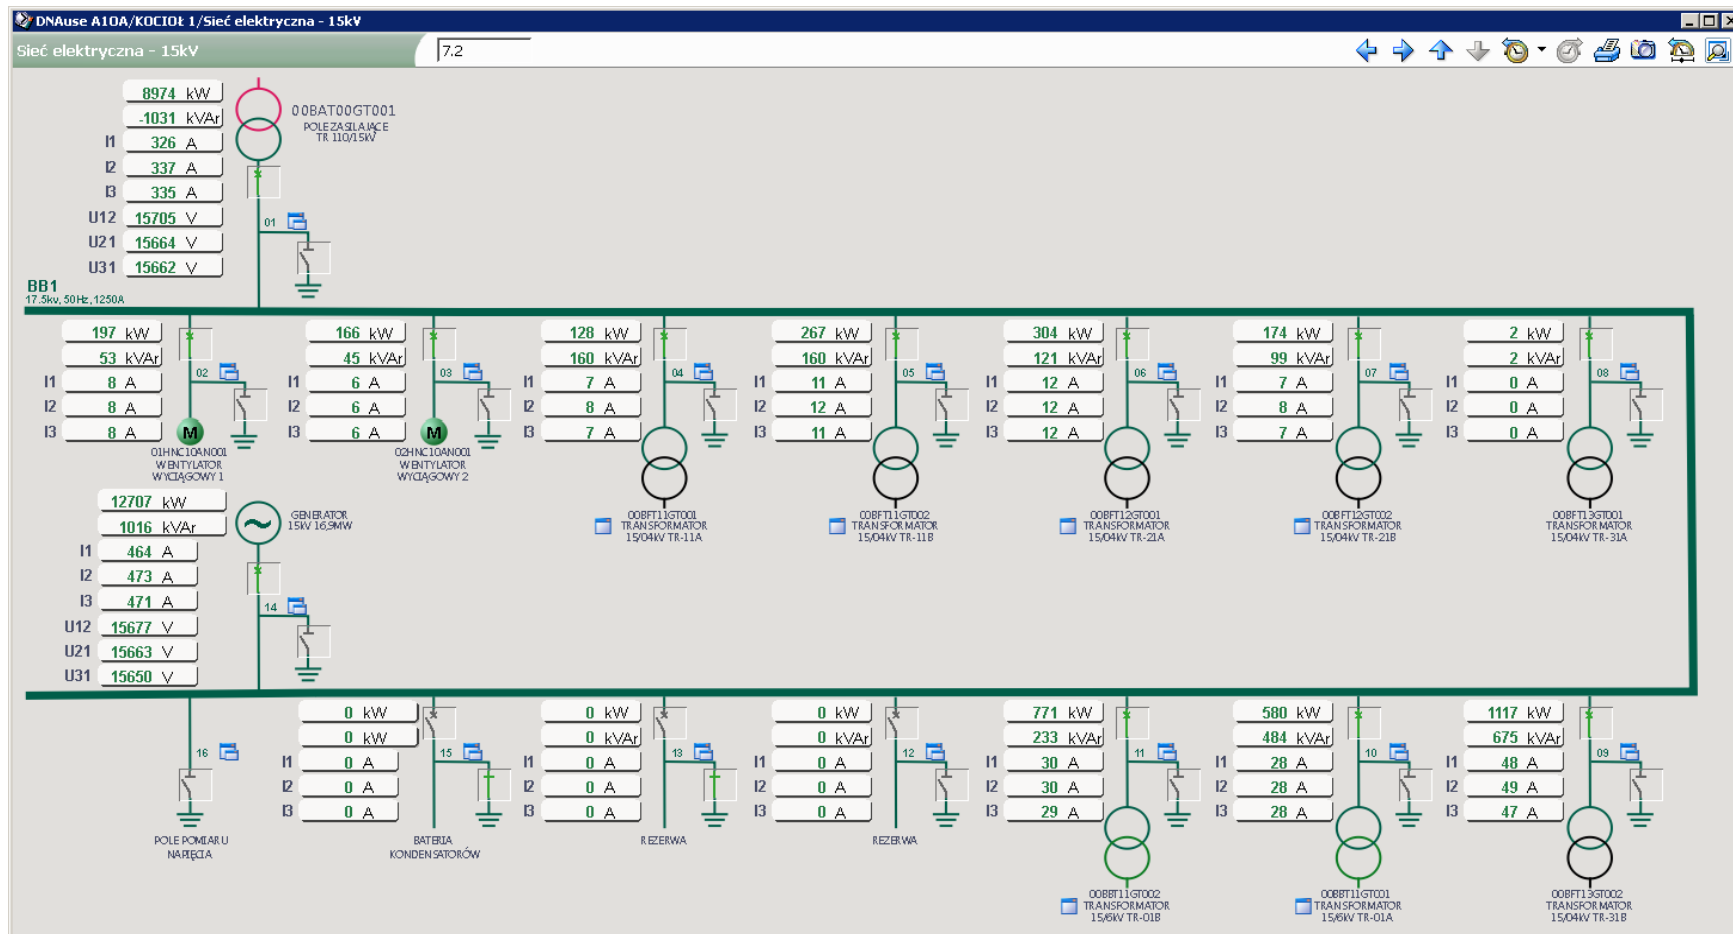 DNAuse A10A/KOCIOŁ 1/Sieć elektryczna - 15kV
Sieć elektryczna - 15kV
7.2
8974 kW
-1031 kVAr
I1 326 A
I2 337 A
I3 335 A
U12 15705 V
U21 15664 V
U31 15662 V
00BAT00GT001
POLE ZASILAJĄCE
TR 110/15kV
01
BB1
17.5kv, 50Hz, 1250A
197 kW
53 kVAr
I1 8 A
I2 8 A
I3 8 A
02
M
01HNC10AN001
WENTYLATOR
WYCIĄGOWY 1
166 kW
45 kVAr
I1 6 A
I2 6 A
I3 6 A
03
M
02HNC10AN001
WENTYLATOR
WYCIĄGOWY 2
128 kW
160 kVAr
I1 7 A
I2 8 A
I3 7 A
04
00BFT11GT001
TRANSFORMATOR
15/04kV TR-11A
267 kW
160 kVAr
I1 11 A
I2 12 A
I3 11 A
05
00BFT11GT002
TRANSFORMATOR
15/04kV TR-11B
304 kW
121 kVAr
I1 12 A
I2 12 A
I3 12 A
06
00BFT12GT001
TRANSFORMATOR
15/04kV TR-21A
174 kW
99 kVAr
I1 7 A
I2 8 A
I3 7 A
07
00BFT12GT002
TRANSFORMATOR
15/04kV TR-21B
2 kW
2 kVAr
I1 0 A
I2 0 A
I3 0 A
08
00BFT13GT001
TRANSFORMATOR
15/04kV TR-31A
12707 kW
1016 kVAr
I1 464 A
I2 473 A
I3 471 A
U12 15677 V
U21 15663 V
U31 15650 V
GENERATOR
15kV 16,9MW
14
16
POLE POMIARU
NAPIĘCIA
0 kW
0 kW
I1 0 A
I2 0 A
I3 0 A
15
BATERIA
KONDENSATORÓW
0 kW
0 kVAr
I1 0 A
I2 0 A
I3 0 A
13
REZERWA
0 kW
0 kVAr
I1 0 A
I2 0 A
I3 0 A
12
REZERWA
771 kW
233 kVAr
I1 30 A
I2 30 A
I3 29 A
11
00BBT11GT002
TRANSFORMATOR
15/6kV TR-01B
580 kW
484 kVAr
I1 28 A
I2 28 A
I3 28 A
10
00BBT11GT001
TRANSFORMATOR
15/6kV TR-01A
1117 kW
675 kVAr
I1 48 A
I2 49 A
I3 47 A
09
00BFT13GT002
TRANSFORMATOR
15/04kV TR-31B